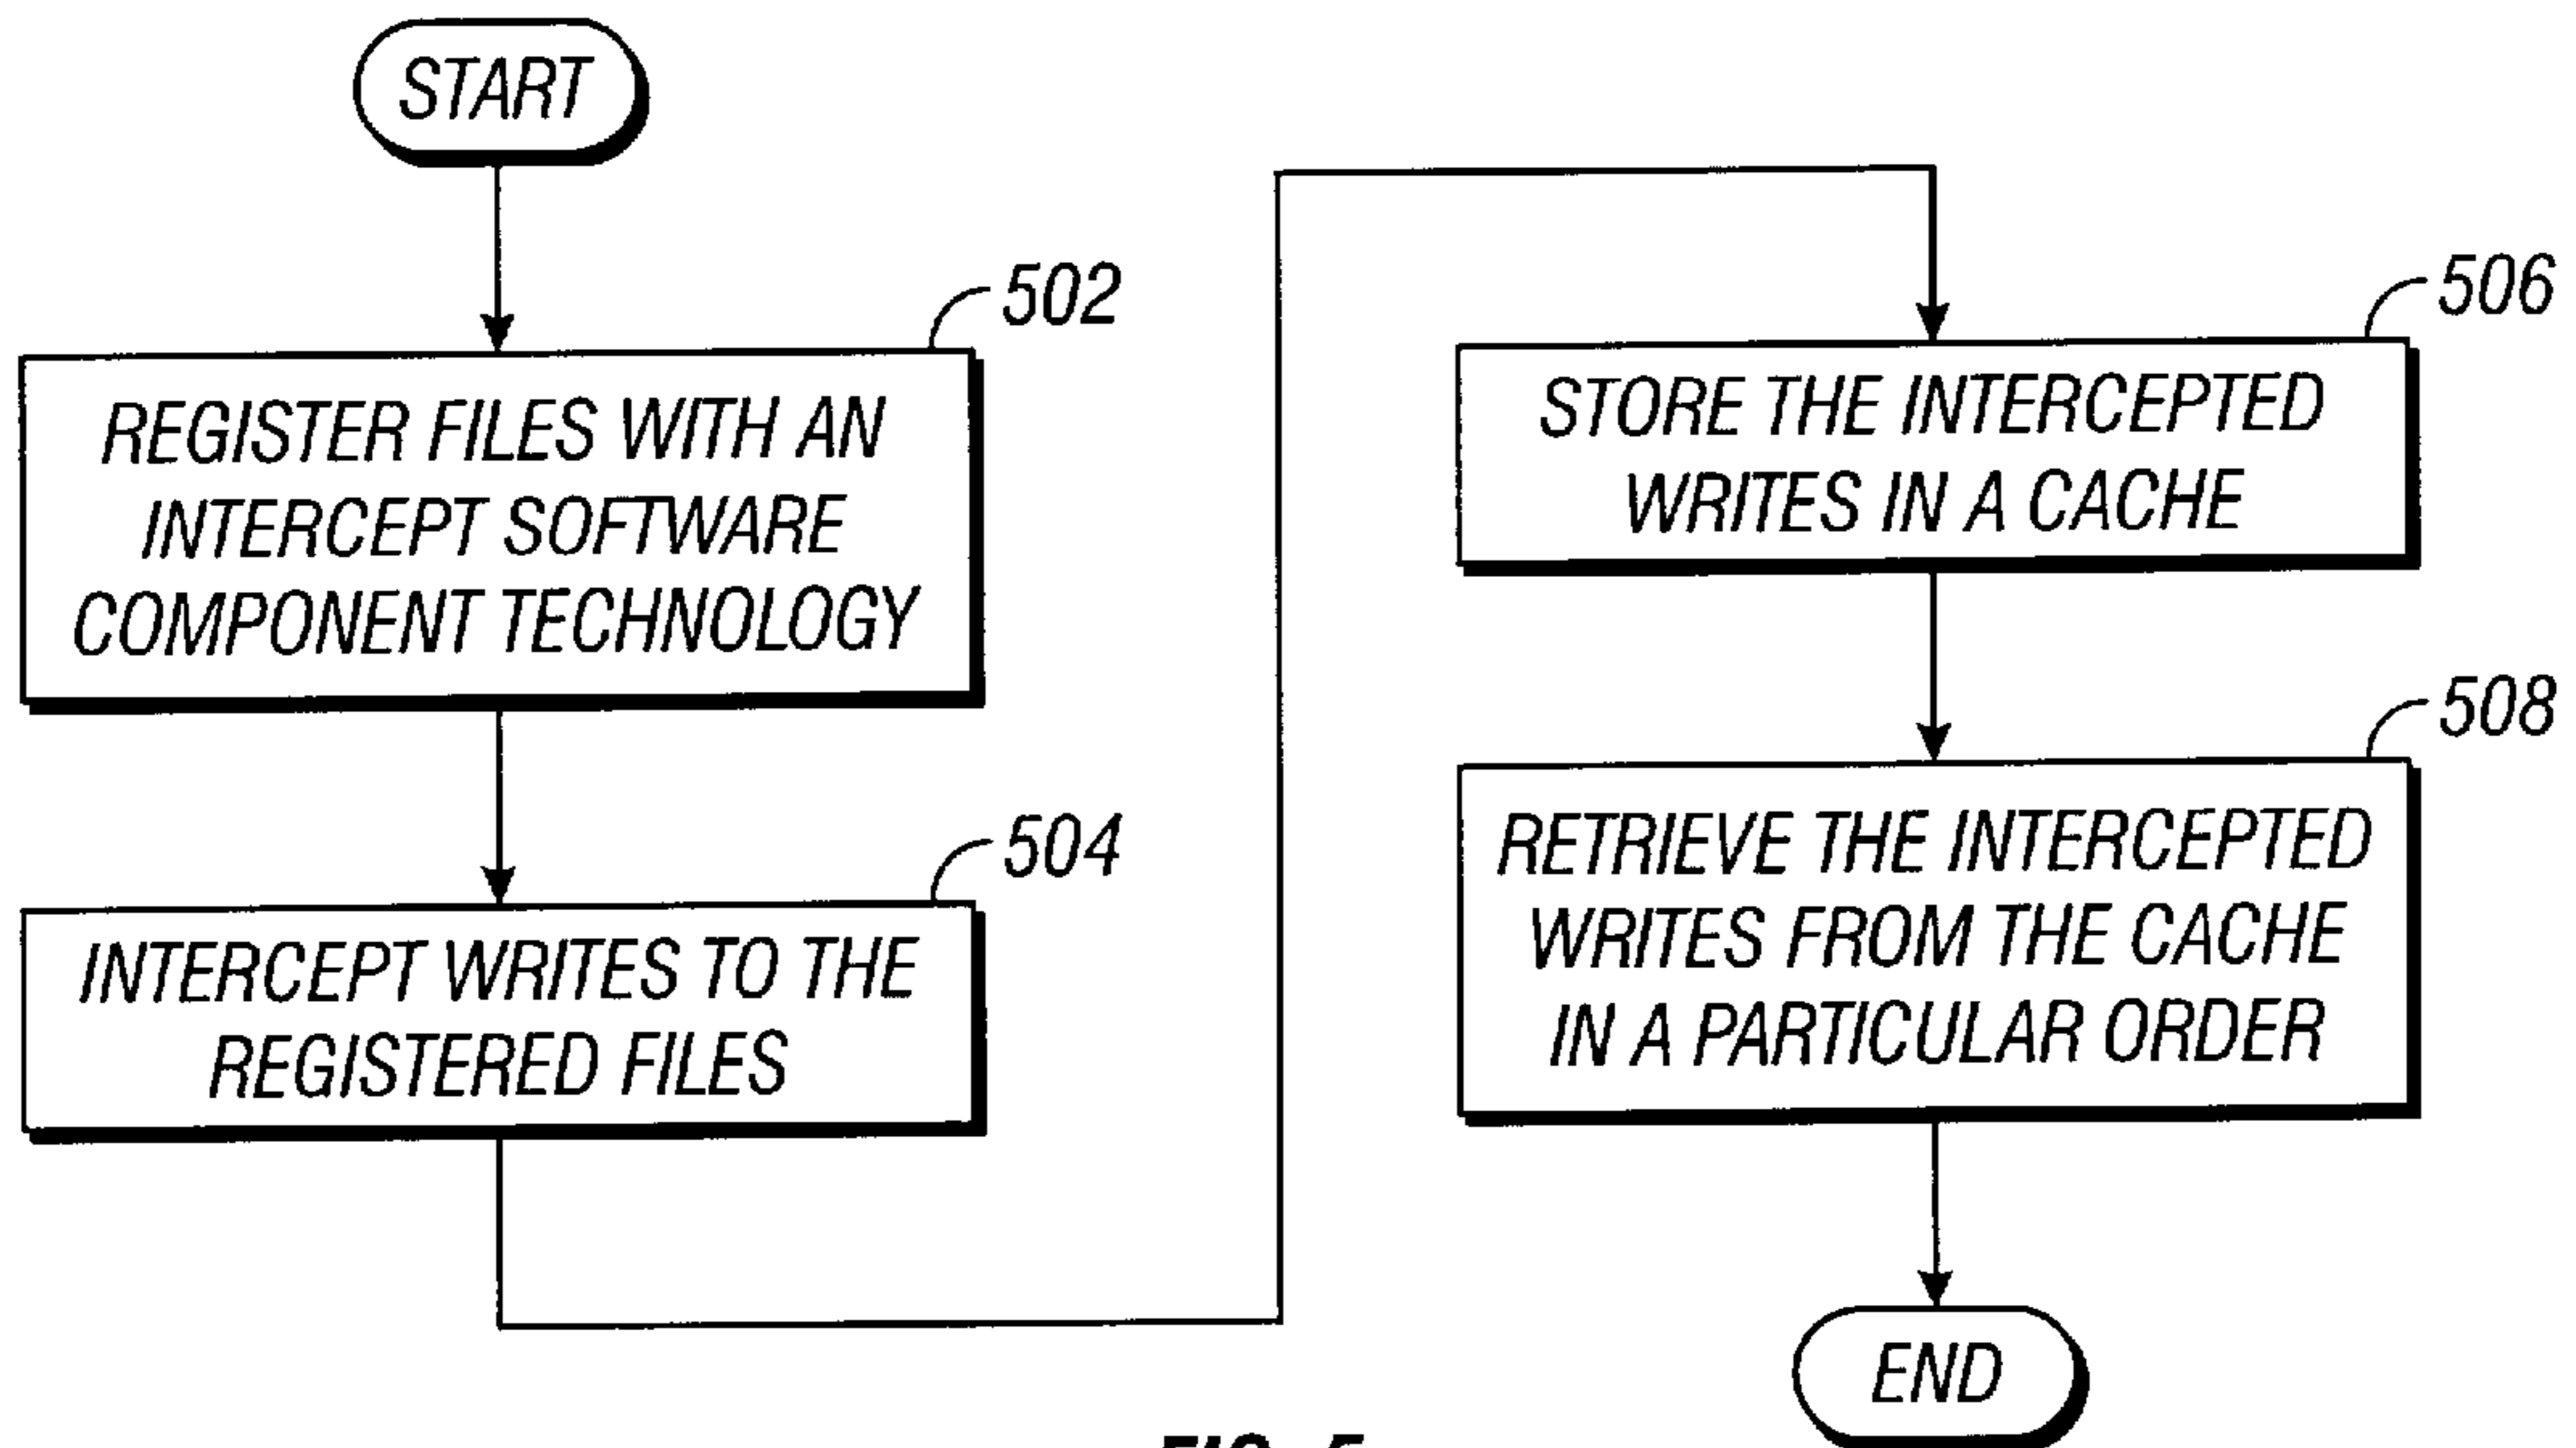 START
502
REGISTER FILES WITH AN
INTERCEPT SOFTWARE
COMPONENT TECHNOLOGY
504
INTERCEPT WRITES TO THE
REGISTERED FILES
506
STORE THE INTERCEPTED
WRITES IN A CACHE
508
RETRIEVE THE INTERCEPTED
WRITES FROM THE CACHE
IN A PARTICULAR ORDER
END